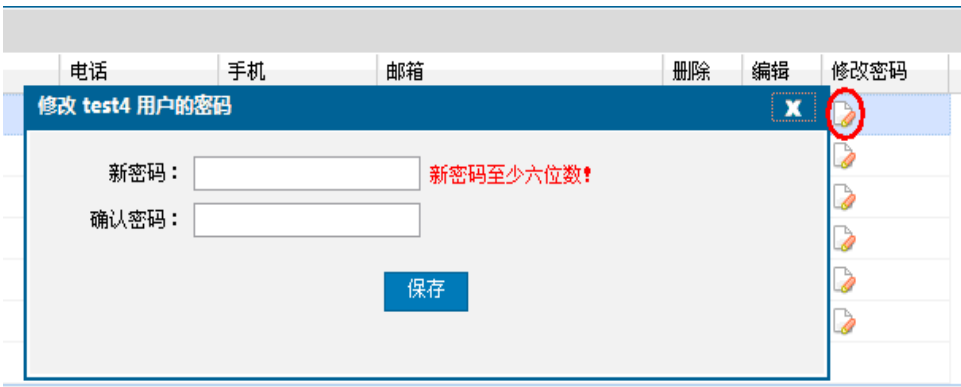 电话 手机 邮箱 删除 编辑 修改密码
修改 test4 用户的密码 X
新密码： 新密码至少六位数!
确认密码：
保存